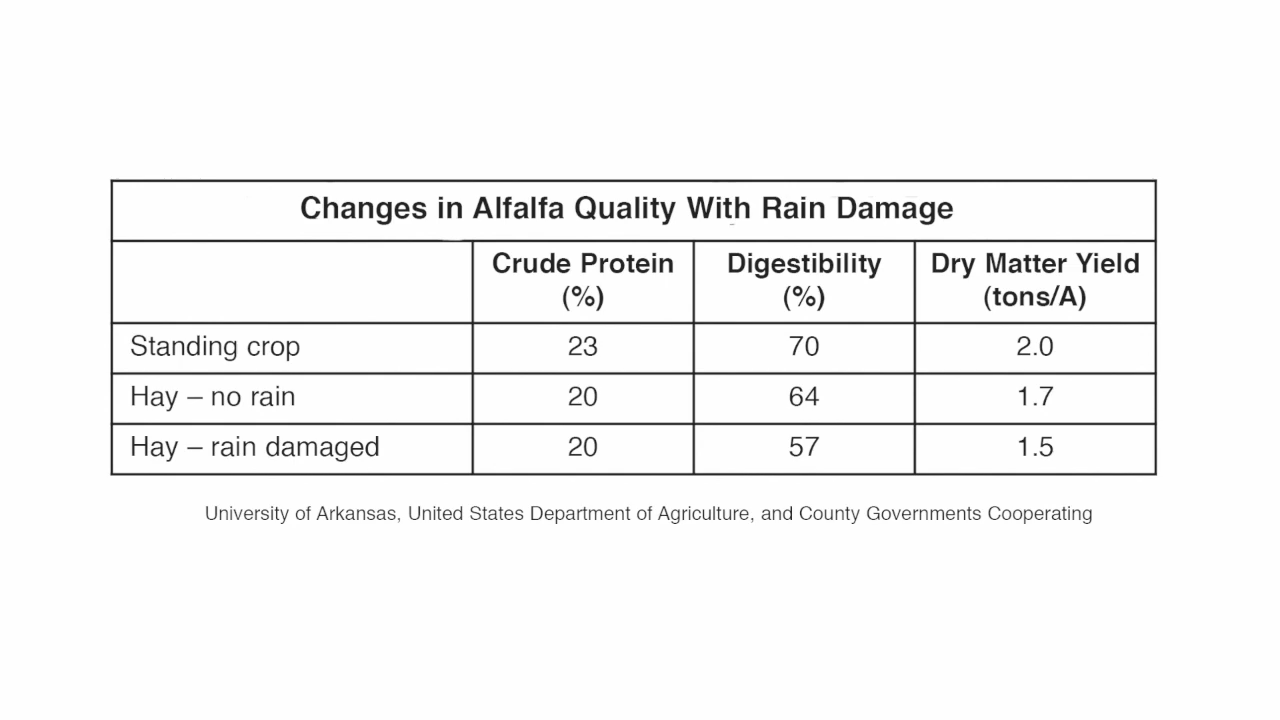 Changes in Alfalfa Quality With Rain Damage
Crude Protein (%) Digestibility (%) Dry Matter Yield (tons/A)
Standing crop 23 70 2.0
Hay – no rain 20 64 1.7
Hay – rain damaged 20 57 1.5
University of Arkansas, United States Department of Agriculture, and County Governments Cooperating